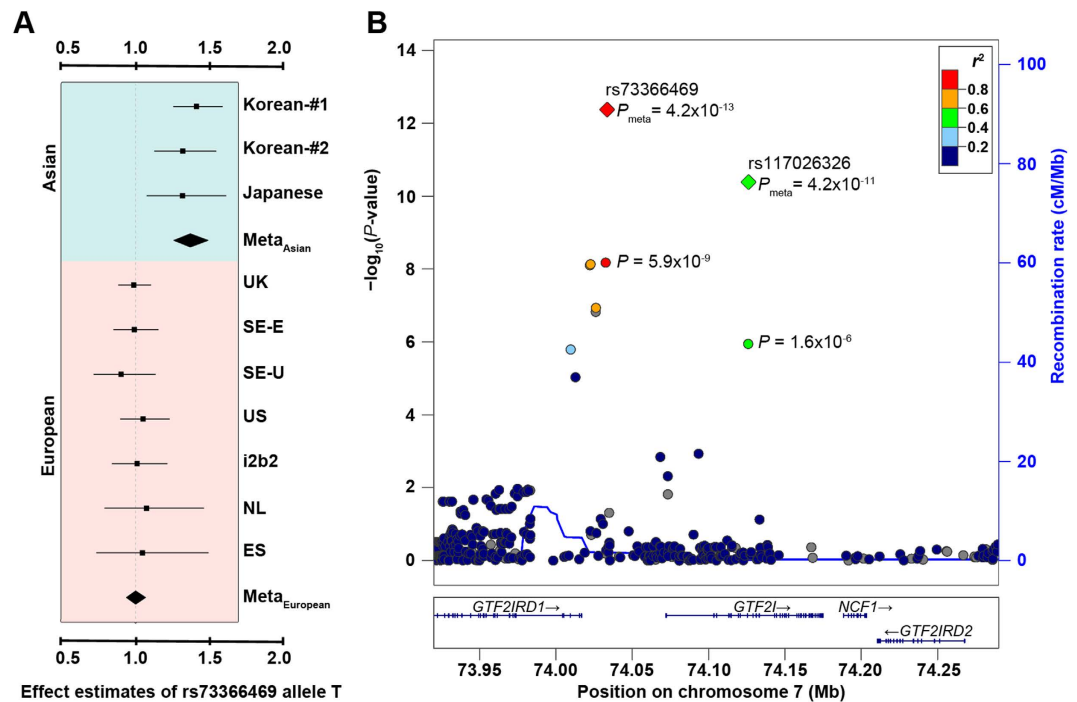 A
0.5 1.0 1.5 2.0
Asian
Korean-#1
Korean-#2
Japanese
MetaAsian
European
UK
SE-E
SE-U
US
i2b2
NL
ES
MetaEuropean
0.5 1.0 1.5 2.0
Effect estimates of rs73366469 allele T
B
−log10(P-value)
14
12
10
8
6
4
2
0
rs73366469
Pmeta = 4.2x10-13
rs117026326
Pmeta = 4.2x10-11
P = 5.9x10-9
P = 1.6x10-6
r2
0.8
0.6
0.4
0.2
100
80
60
40
20
0
Recombination rate (cM/Mb)
GTF2IRD1→ GTF2I→ NCF1→
←GTF2IRD2
73.95 74.00 74.05 74.10 74.15 74.20 74.25
Position on chromosome 7 (Mb)